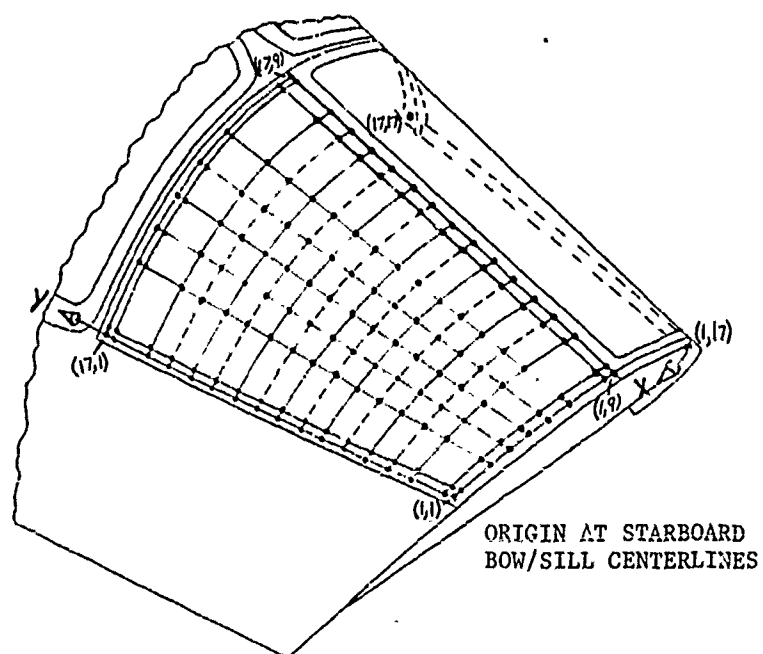 (17,9)
(17,17)
Y
(17,1)
(1,17)
X
(1,9)
(1,1)
ORIGIN AT STARBOARD
BOW/SILL CENTERLINES